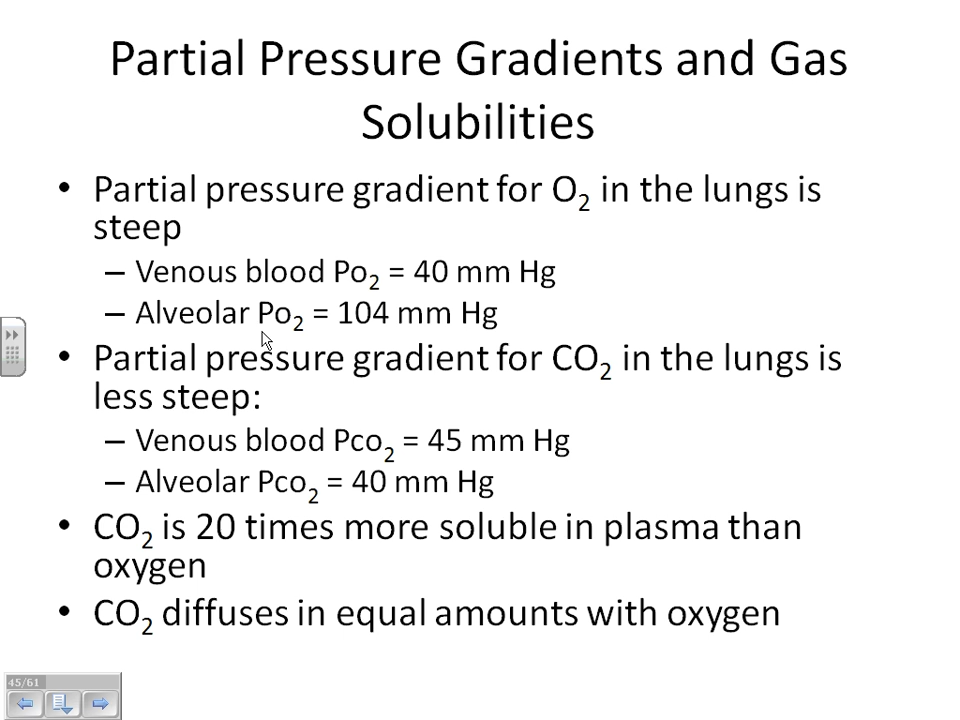 Partial Pressure Gradients and Gas
Solubilities
• Partial pressure gradient for O₂ in the lungs is
steep
– Venous blood Po₂ = 40 mm Hg
– Alveolar Po₂ = 104 mm Hg
• Partial pressure gradient for CO₂ in the lungs is
less steep:
– Venous blood Pco₂ = 45 mm Hg
– Alveolar Pco₂ = 40 mm Hg
• CO₂ is 20 times more soluble in plasma than
oxygen
• CO₂ diffuses in equal amounts with oxygen
45/61